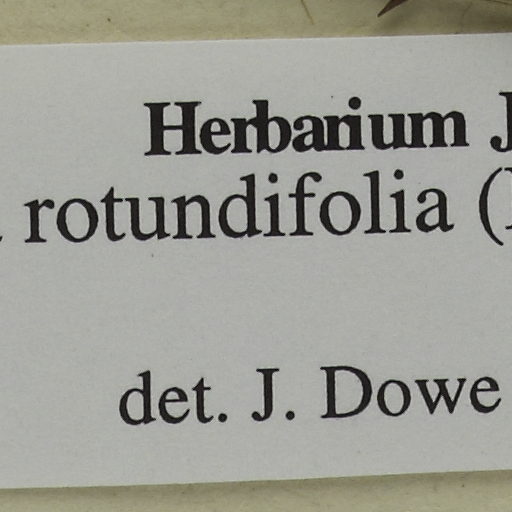 Herbarium J
rotundifolia (
det. J. Dowe